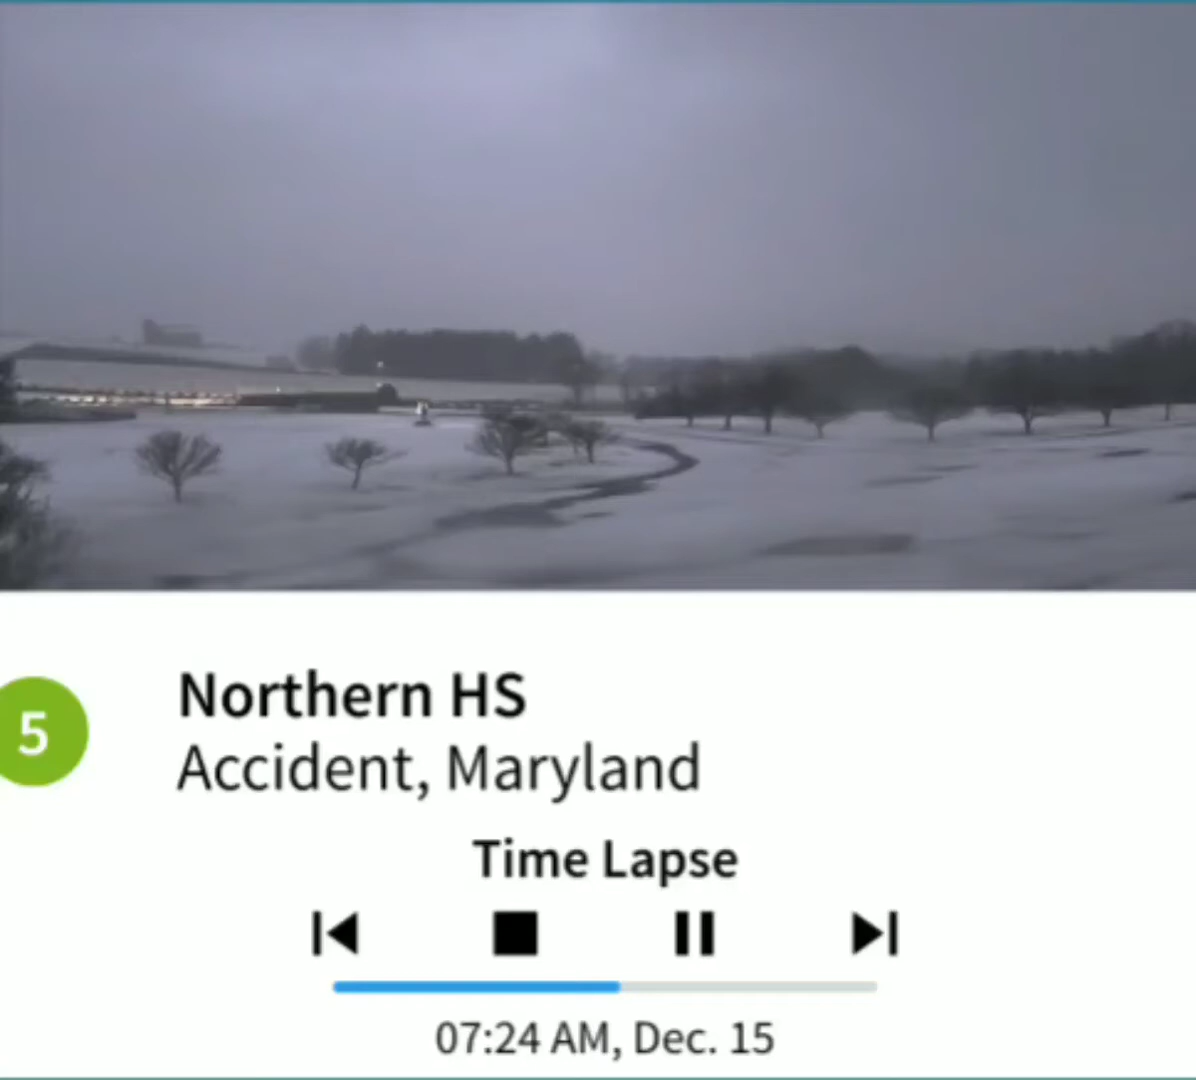 5
Northern HS
Accident, Maryland
Time Lapse
07:24 AM, Dec. 15